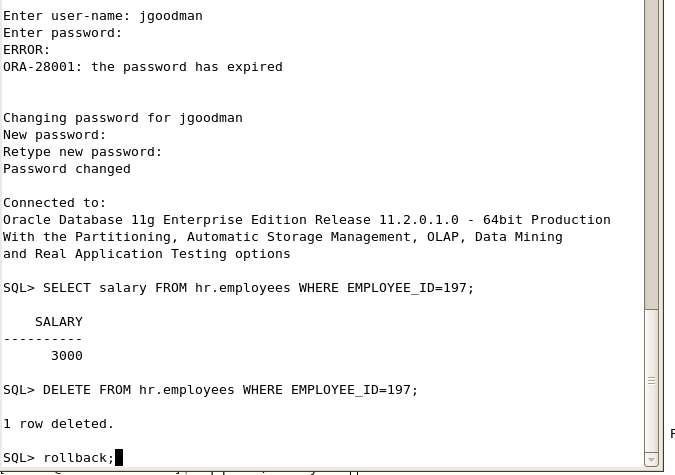 Enter user-name: jgoodman
Enter password:
ERROR:
ORA-28001: the password has expired
Changing password for jgoodman
New password:
Retype new password:
Password changed
Connected to:
Oracle Database 11g Enterprise Edition Release 11.2.0.1.0 - 64bit Production
With the Partitioning, Automatic Storage Management, OLAP, Data Mining
and Real Application Testing options
SQL> SELECT salary FROM hr.employees WHERE EMPLOYEE_ID=197;
    SALARY
----------
      3000
SQL> DELETE FROM hr.employees WHERE EMPLOYEE_ID=197;
1 row deleted.
SQL> rollback;